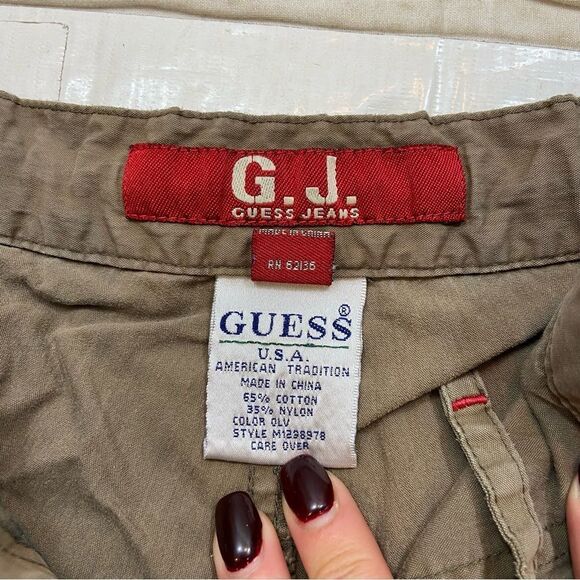 G.J.
GUESS JEANS
MADE IN CHINA
RN 62136
GUESS®
U.S.A.
AMERICAN TRADITION
MADE IN CHINA
65% COTTON
35% NYLON
COLOR OLV
STYLE M1298978
CARE OVER